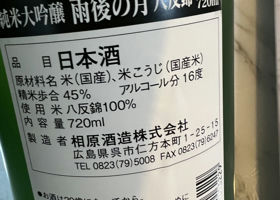 純米大吟醸 雨後の月 八反錦 720ml
品目 日本酒
原材料名 米(国産)、米こうじ(国産米)
精米歩合 45% アルコール分 16度
原料米 八反錦100%
内容量 720ml
製造者 相原酒造株式会社
広島県呉市仁方本町1-25-15
TEL 0823(79)5008 FAX 0823(79)6247